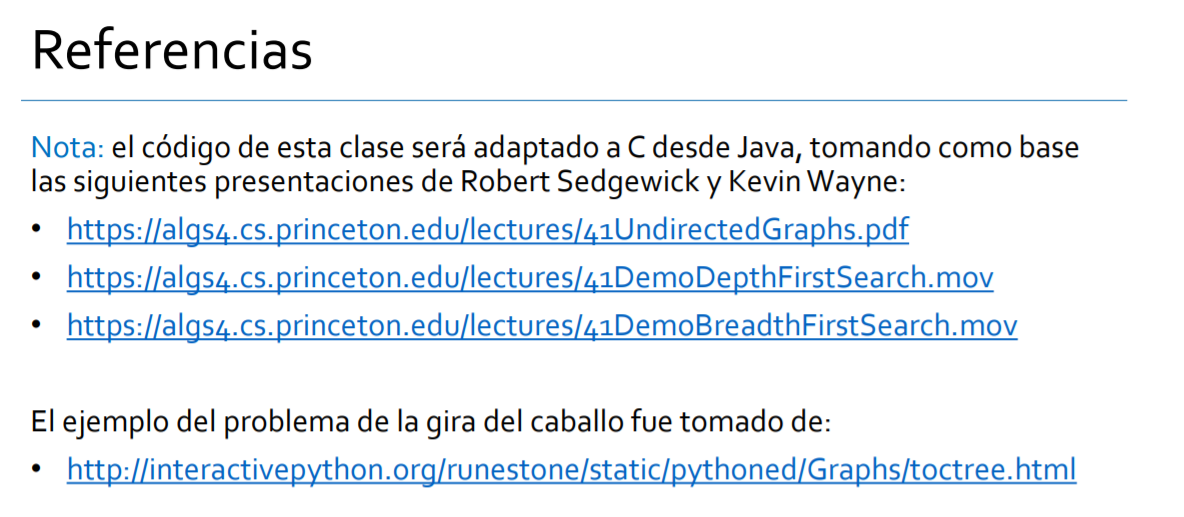 Referencias
Nota: el código de esta clase será adaptado a C desde Java, tomando como base
las siguientes presentaciones de Robert Sedgewick y Kevin Wayne:
• https://algs4.cs.princeton.edu/lectures/41UndirectedGraphs.pdf
• https://algs4.cs.princeton.edu/lectures/41DemoDepthFirstSearch.mov
• https://algs4.cs.princeton.edu/lectures/41DemoBreadthFirstSearch.mov
El ejemplo del problema de la gira del caballo fue tomado de:
• http://interactivepython.org/runestone/static/pythoned/Graphs/toctree.html